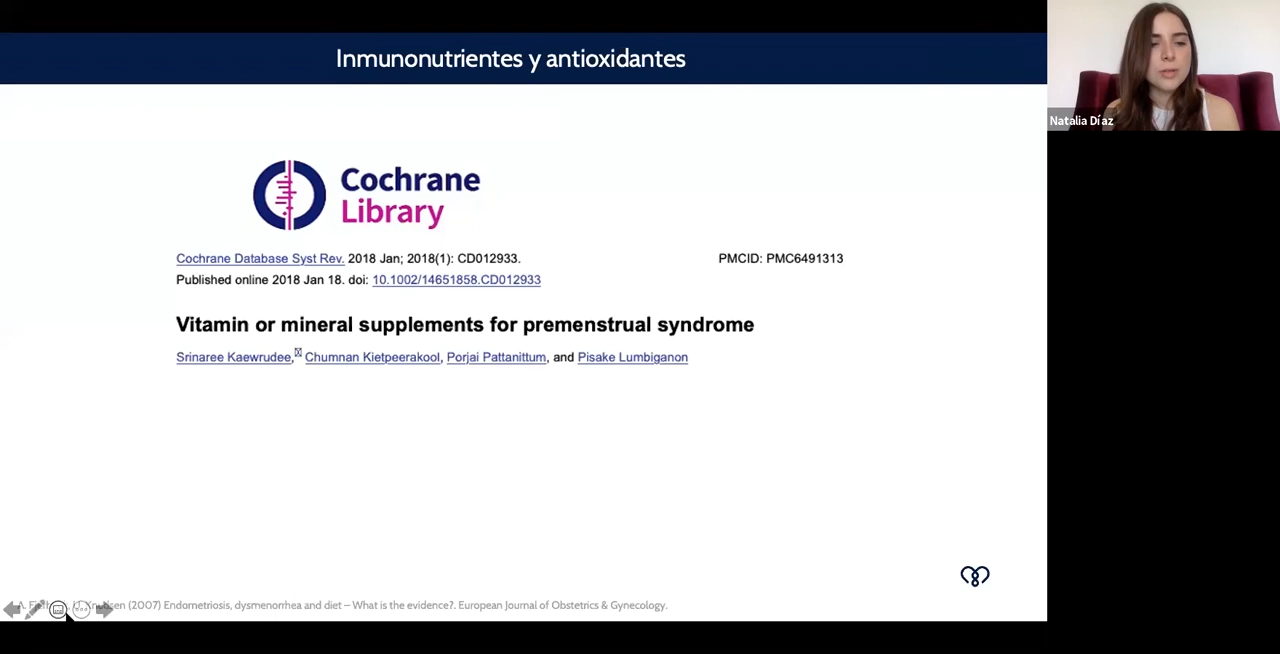 Inmunonutrientes y antioxidantes
Natalia Díaz
Cochrane
Library
Cochrane Database Syst Rev. 2018 Jan; 2018(1): CD012933. PMCID: PMC6491313
Published online 2018 Jan 18. doi: 10.1002/14651858.CD012933
Vitamin or mineral supplements for premenstrual syndrome
Srinaree Kaewrudee, Chumnan Kietpeerakool, Porjai Pattanittum, and Pisake Lumbiganon
(2007) Endometriosis, dysmenorrhea and diet – What is the evidence?. European Journal of Obstetrics & Gynecology.